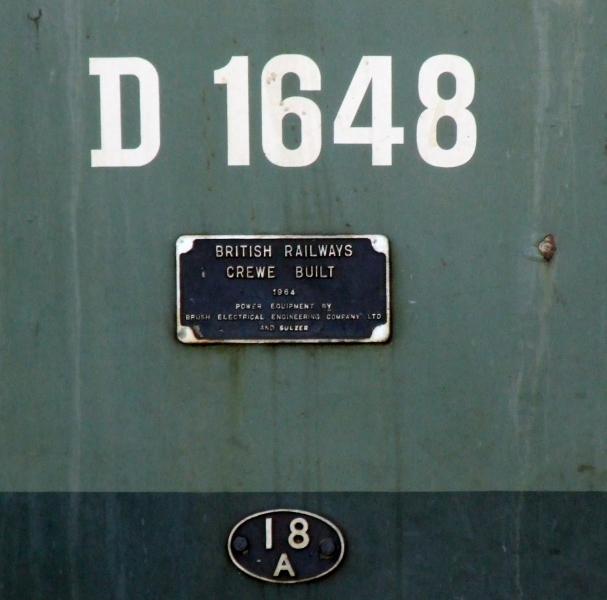 D 1648
BRITISH RAILWAYS
CREWE BUILT
1964
POWER EQUIPMENT BY
BRUSH ELECTRICAL ENGINEERING COMPANY LTD
AND SULZER
18
A